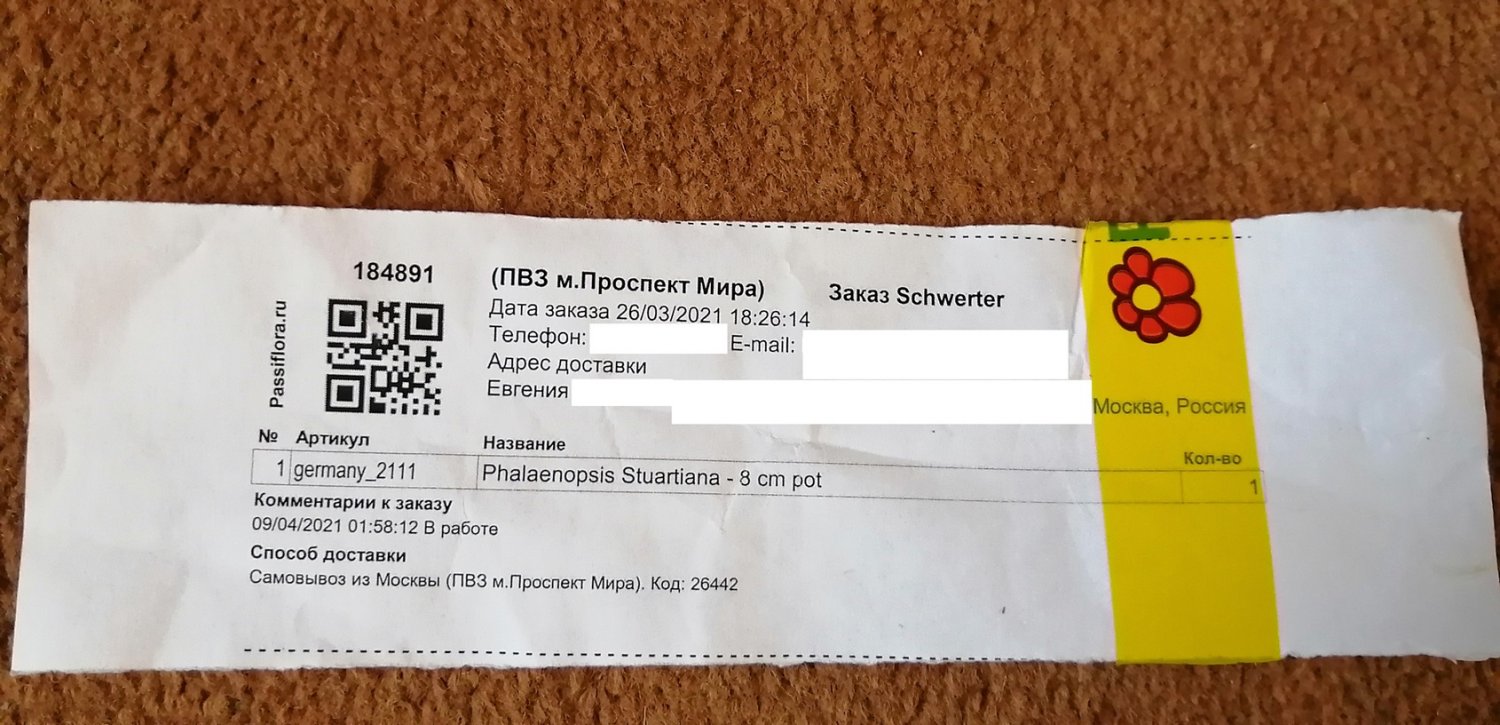 184891
Passiflora.ru
(ПВЗ м.Проспект Мира)
Заказ Schwerter
Дата заказа 26/03/2021 18:26:14
Телефон: E-mail:
Адрес доставки
Евгения
Москва, Россия
№ Артикул Название Кол-во
1 germany_2111 Phalaenopsis Stuartiana - 8 cm pot 1
Комментарии к заказу
09/04/2021 01:58:12 В работе
Способ доставки
Самовывоз из Москвы (ПВЗ м.Проспект Мира). Код: 26442